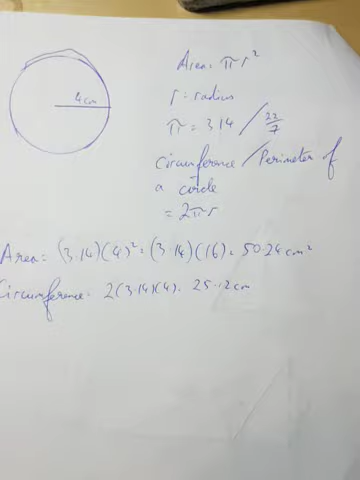 4cm
Area: πr²
r = radius
π = 3.14 / 22/7
Circumference / Perimeter of
a circle
= 2πr
Area: (3.14)(4)² = (3.14)(16) = 50.24 cm²
Circumference: 2(3.14)(4) = 25.12 cm